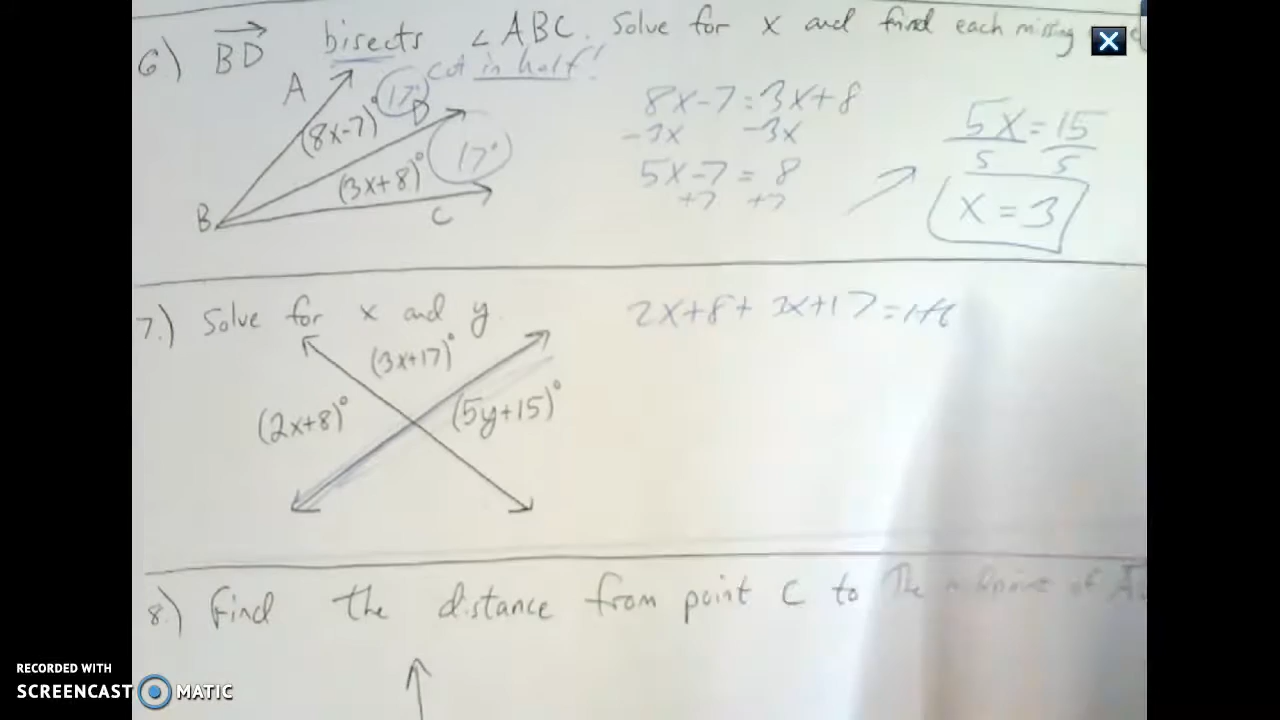 6) BD bisects ∠ABC. Solve for x and find each missing
cut in half!
A
17°
D
(8x-7)°
17°
(3x+8)°
B
C
8x-7=3x+8
-3x -3x
5x-7 = 8
+7 +7
5x=15
5 5
x = 3
7.) Solve for x and y
2x+8+ 3x+17=
(3x+17)°
(2x+8)°
(5y+15)°
8.) Find the distance from point C to the of
RECORDED WITH
SCREENCAST MATIC